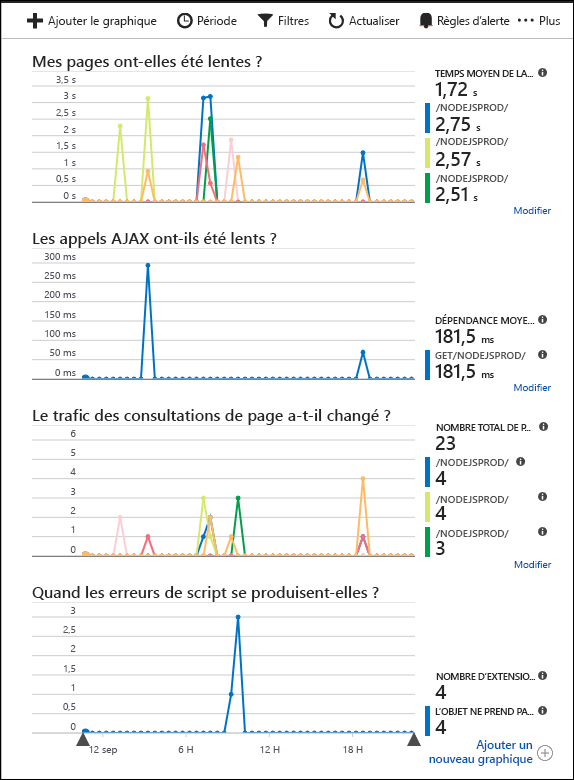 Ajouter le graphique Période Filtres Actualiser Règles d'alerte ••• Plus
Mes pages ont-elles été lentes ?
3,5 s
3 s
2,5 s
2 s
1,5 s
1 s
0,5 s
0 s
TEMPS MOYEN DE LA...
1,72 s
/NODEJSPROD/
2,75 s
/NODEJSPROD/
2,57 s
/NODEJSPROD/
2,51 s
Modifier
Les appels AJAX ont-ils été lents ?
300 ms
250 ms
200 ms
150 ms
100 ms
50 ms
0 ms
DÉPENDANCE MOYE...
181,5 ms
GET/NODEJSPROD/
181,5 ms
Modifier
Le trafic des consultations de page a-t-il changé ?
6
5
4
3
2
1
0
NOMBRE TOTAL DE P...
23
/NODEJSPROD/
4
/NODEJSPROD/
4
/NODEJSPROD/
3
Modifier
Quand les erreurs de script se produisent-elles ?
3
2,5
2
1,5
1
0,5
0
12 sep 6 H 12 H 18 H
NOMBRE D'EXTENSIO...
4
L'OBJET NE PREND PA...
4
Ajouter un
nouveau graphique